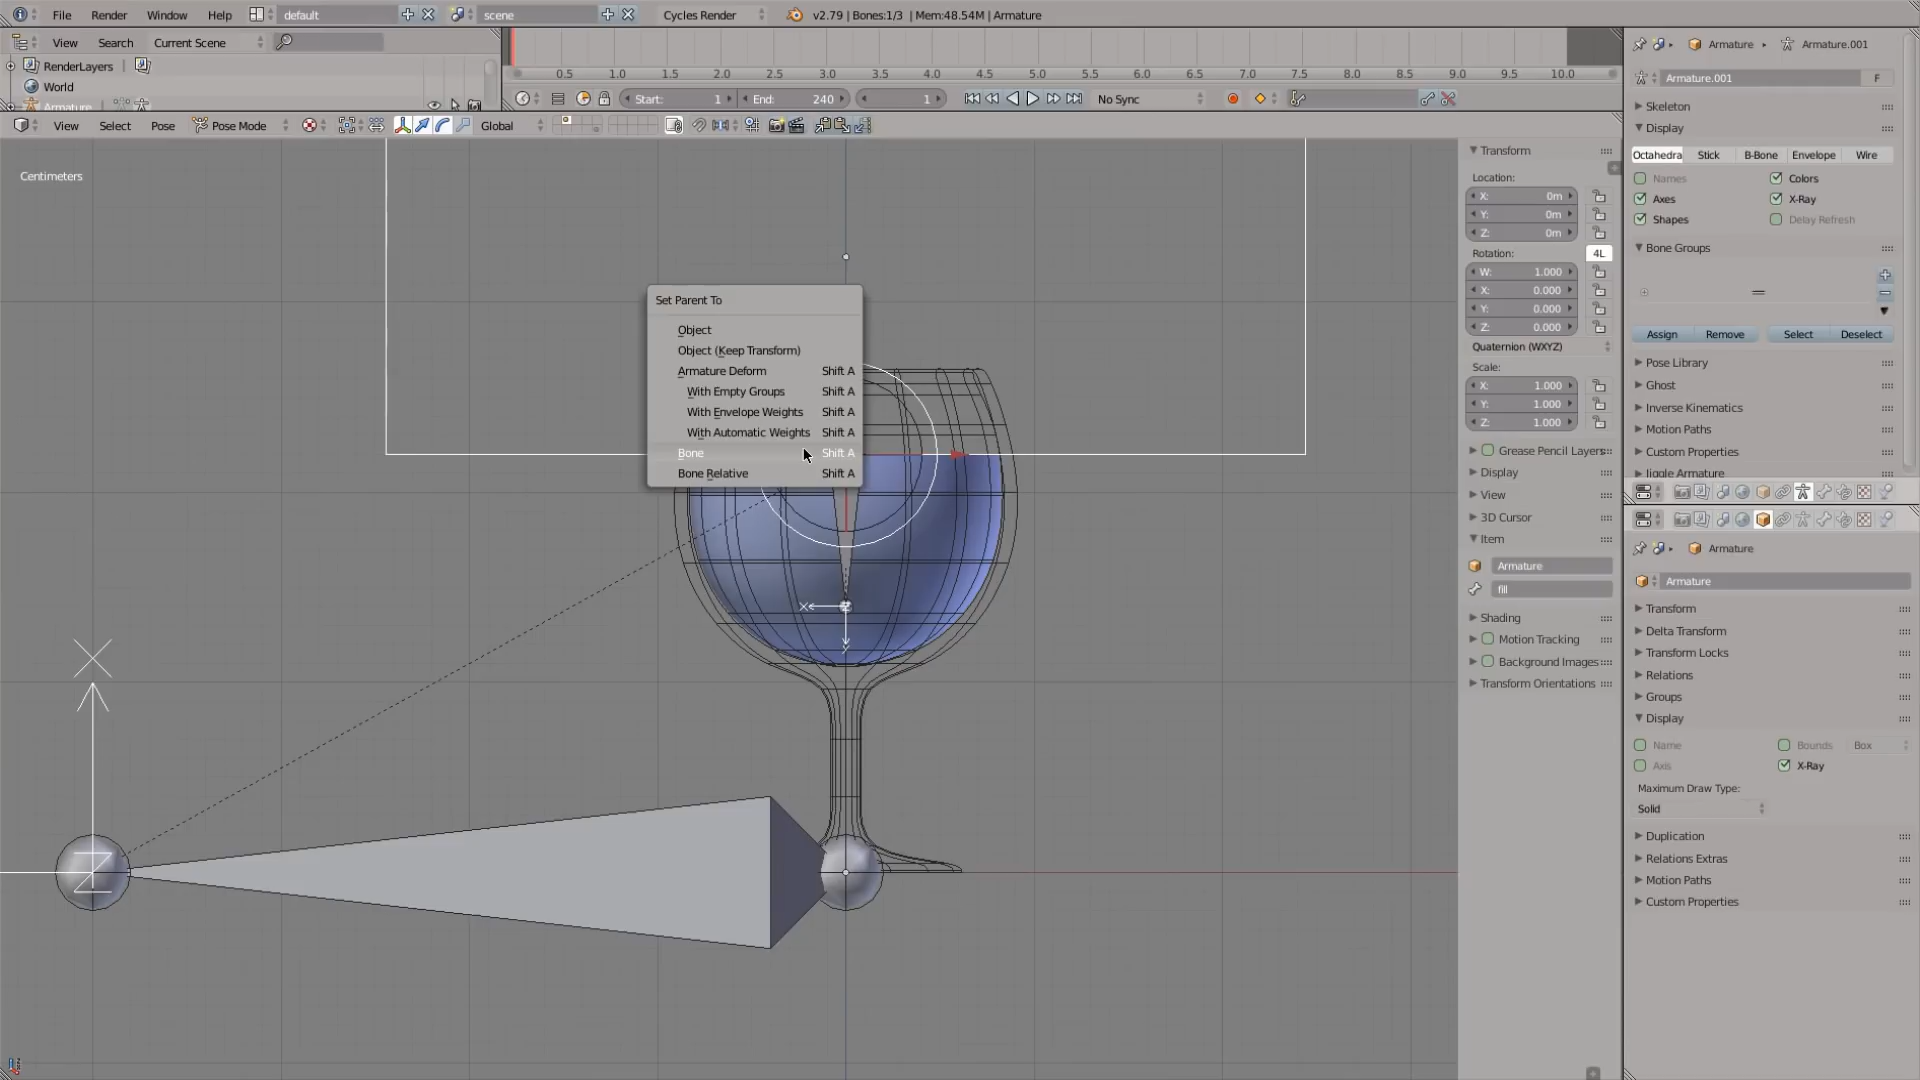 File Render Window Help default scene Cycles Render v2.79 | Bones:1/3 | Mem:48.54M | Armature
View Search Current Scene
RenderLayers
World
Armature
0.5 1.0 1.5 2.0 2.5 3.0 3.5 4.0 4.5 5.0 5.5 6.0 6.5 7.0 7.5 8.0 8.5 9.0 9.5 10.0
Start: 1 End: 240 1 No Sync
View Select Pose Pose Mode Global
Centimeters
Set Parent To
Object
Object (Keep Transform)
Armature Deform Shift A
With Empty Groups Shift A
With Envelope Weights Shift A
With Automatic Weights Shift A
Bone Shift A
Bone Relative Shift A
X
Z
Transform
Location:
X: 0m
Y: 0m
Z: 0m
Rotation: 4L
W: 1.000
X: 0.000
Y: 0.000
Z: 0.000
Quaternion (WXYZ)
Scale:
X: 1.000
Y: 1.000
Z: 1.000
Grease Pencil Layers
Display
View
3D Cursor
Item
Armature
fill
Shading
Motion Tracking
Background Images
Transform Orientations
Armature Armature.001
Armature.001 F
Skeleton
Display
Octahedra Stick B-Bone Envelope Wire
Names Colors
Axes X-Ray
Shapes Delay Refresh
Bone Groups
Assign Remove Select Deselect
Pose Library
Ghost
Inverse Kinematics
Motion Paths
Custom Properties
Jiggle Armature
Armature
Armature
Transform
Delta Transform
Transform Locks
Relations
Groups
Display
Name Bounds Box
Axis X-Ray
Maximum Draw Type:
Solid
Duplication
Relations Extras
Motion Paths
Custom Properties